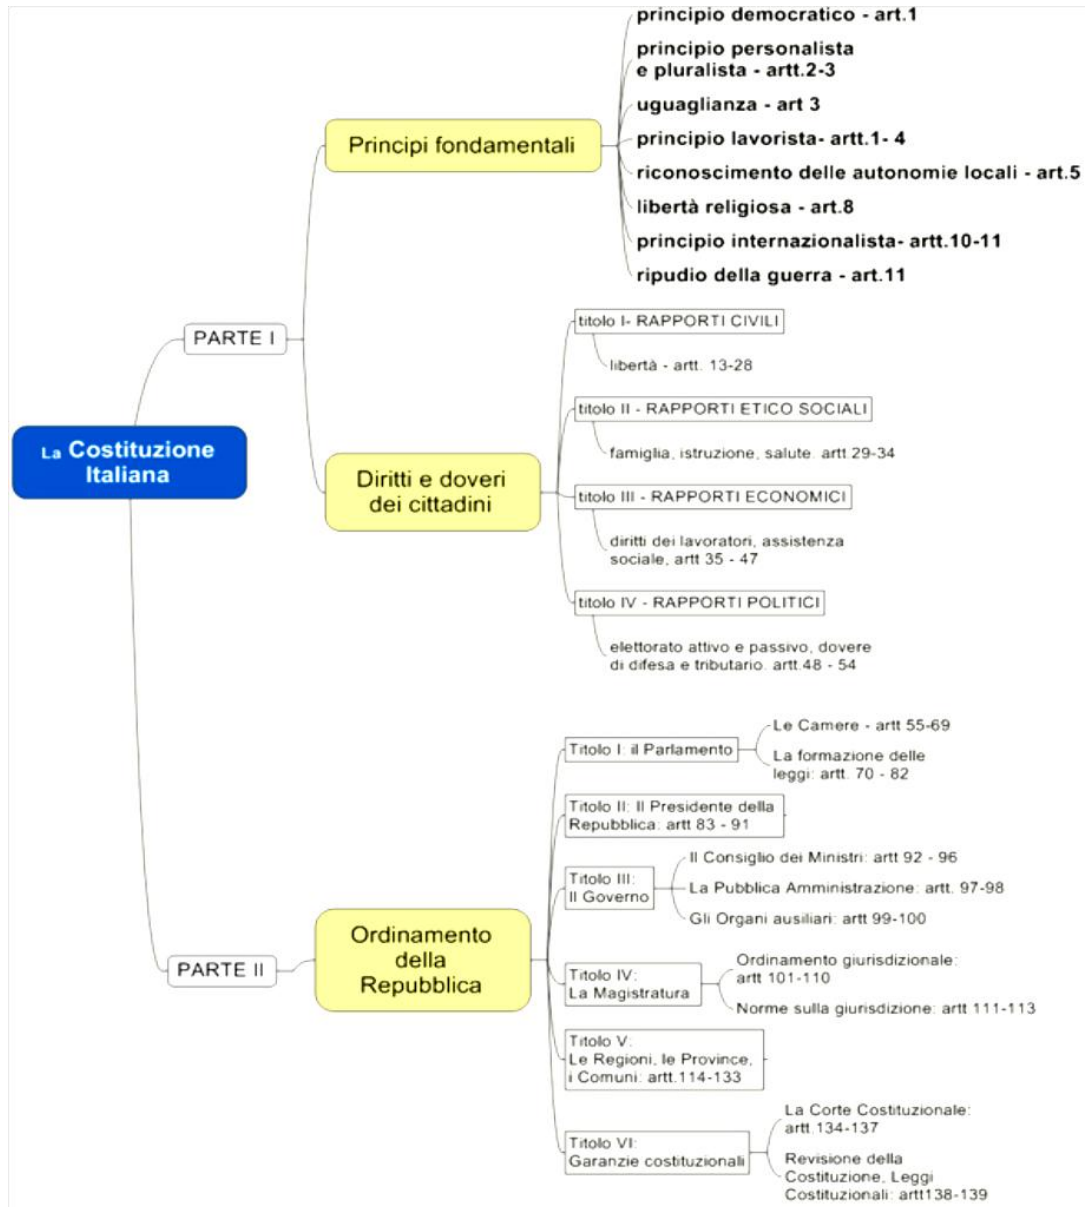 principio democratico - art.1
principio personalista
e pluralista - artt.2-3
uguaglianza - art 3
Principi fondamentali
principio lavorista- artt.1- 4
riconoscimento delle autonomie locali - art.5
libertà religiosa - art.8
principio internazionalista- artt.10-11
ripudio della guerra - art.11
PARTE I
titolo I- RAPPORTI CIVILI
libertà - artt. 13-28
titolo II - RAPPORTI ETICO SOCIALI
famiglia, istruzione, salute. artt 29-34
La Costituzione
Italiana
Diritti e doveri
dei cittadini
titolo III - RAPPORTI ECONOMICI
diritti dei lavoratori, assistenza
sociale, artt 35 - 47
titolo IV - RAPPORTI POLITICI
elettorato attivo e passivo, dovere
di difesa e tributario. artt.48 - 54
Titolo I: il Parlamento
Le Camere - artt 55-69
La formazione delle
leggi: artt. 70 - 82
Titolo II: Il Presidente della
Repubblica: artt 83 - 91
Titolo III:
Il Governo
Il Consiglio dei Ministri: artt 92 - 96
La Pubblica Amministrazione: artt. 97-98
Gli Organi ausiliari: artt 99-100
PARTE II
Ordinamento
della
Repubblica
Titolo IV:
La Magistratura
Ordinamento giurisdizionale:
artt 101-110
Norme sulla giurisdizione: artt 111-113
Titolo V:
Le Regioni, le Province,
i Comuni: artt.114-133
Titolo VI:
Garanzie costituzionali
La Corte Costituzionale:
artt.134-137
Revisione della
Costituzione, Leggi
Costituzionali: artt138-139